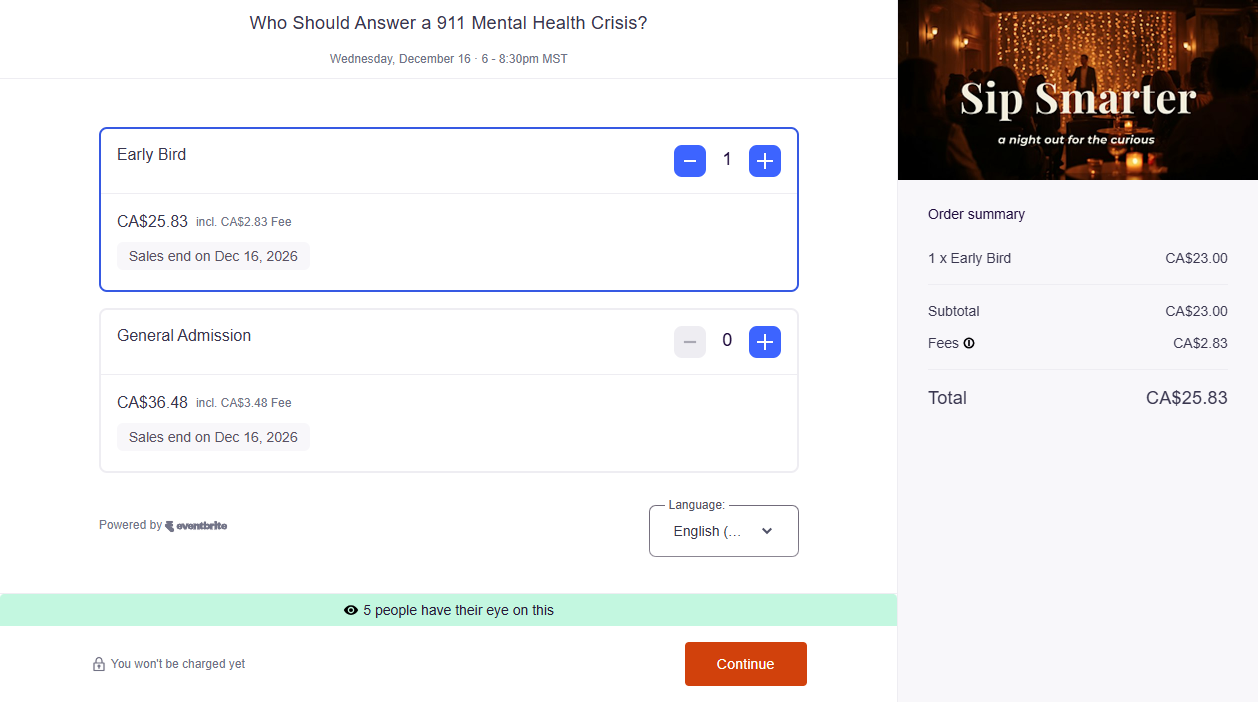 Who Should Answer a 911 Mental Health Crisis?
Wednesday, December 16 · 6 - 8:30pm MST
Early Bird
1
CA$25.83 incl. CA$2.83 Fee
Sales end on Dec 16, 2026
General Admission
0
CA$36.48 incl. CA$3.48 Fee
Sales end on Dec 16, 2026
Powered by eventbrite
Language:
English (...
5 people have their eye on this
You won't be charged yet
Continue
Sip Smarter
a night out for the curious
Order summary
1 x Early Bird CA$23.00
Subtotal CA$23.00
Fees CA$2.83
Total CA$25.83